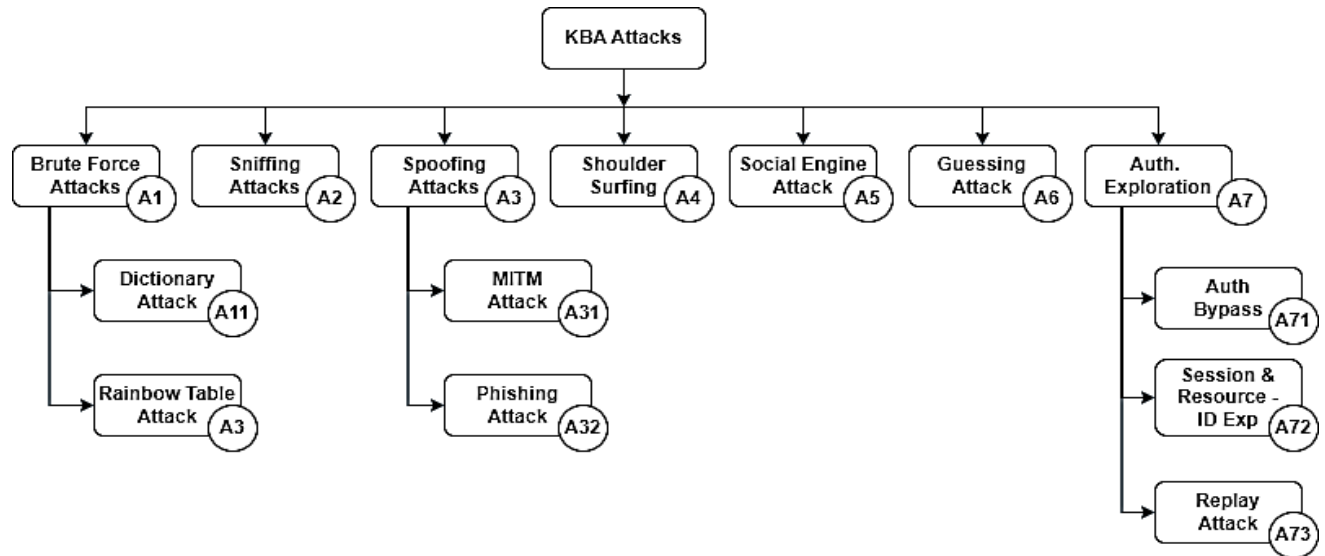 KBA Attacks
Brute Force
Attacks
A1
Sniffing
Attacks
A2
Spoofing
Attacks
A3
Shoulder
Surfing
A4
Social Engine
Attack
A5
Guessing
Attack
A6
Auth.
Exploration
A7
Dictionary
Attack
A11
Rainbow Table
Attack
A3
MITM
Attack
A31
Phishing
Attack
A32
Auth
Bypass
A71
Session &
Resource -
ID Exp
A72
Replay
Attack
A73